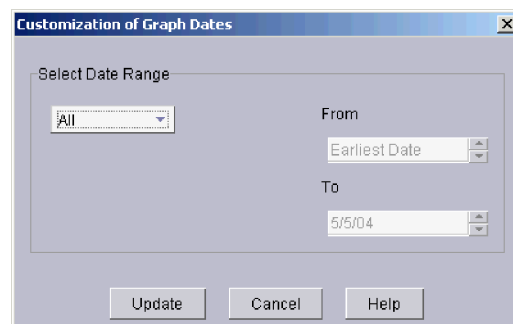 Customization of Graph Dates
Select Date Range
All
From
Earliest Date
To
5/5/04
Update
Cancel
Help